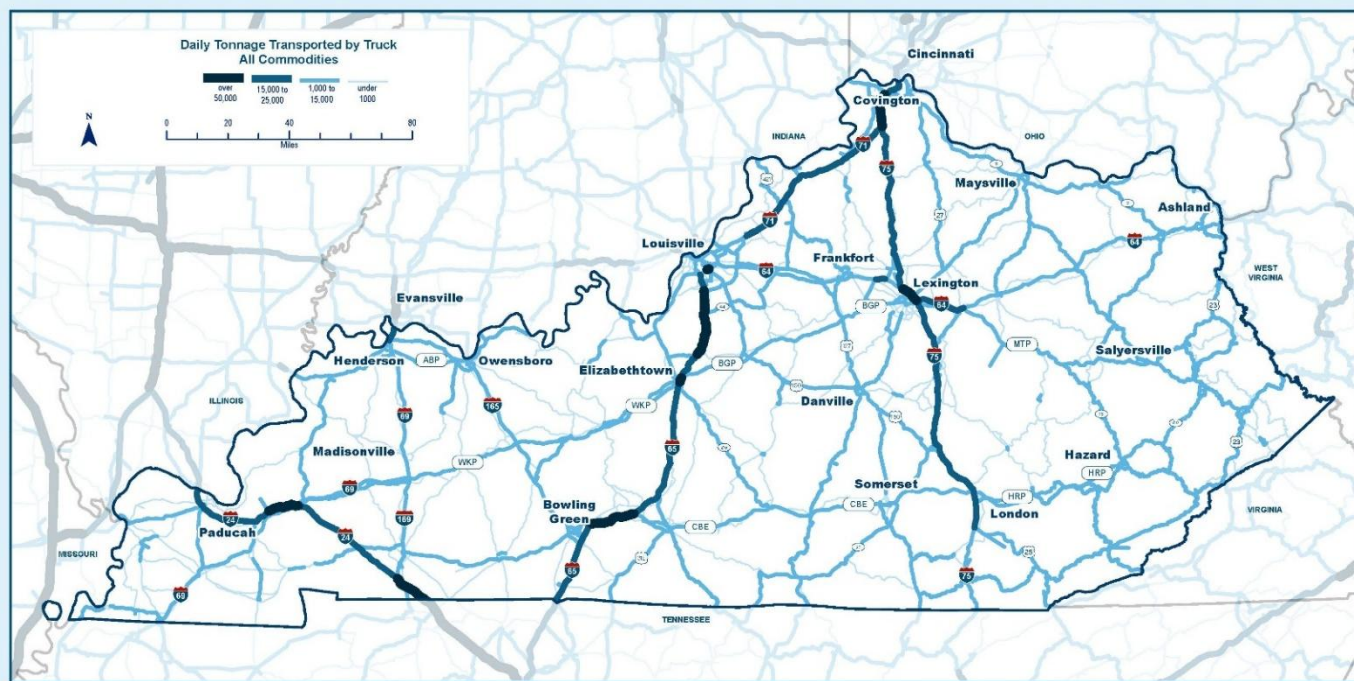 Daily Tonnage Transported by Truck
All Commodities
over
50,000
15,000 to
25,000
1,000 to
15,000
under
1000
N
0 20 40 80
Miles
Cincinnati
Covington
INDIANA
OHIO
71
75
Maysville
27
Ashland
71
64
Louisville
Frankfort
64
Lexington
WEST
VIRGINIA
Evansville
BGP
64
23
Henderson
ABP
Owensboro
Elizabethtown
BGP
75
MTP
Salyersville
ILLINOIS
69
165
WKP
Danville
Madisonville
65
23
WKP
69
Hazard
HRP
Bowling
Green
Somerset
CBE
HRP
London
24
Paducah
24
169
CBE
VIRGINIA
MISSOURI
65
75
69
TENNESSEE